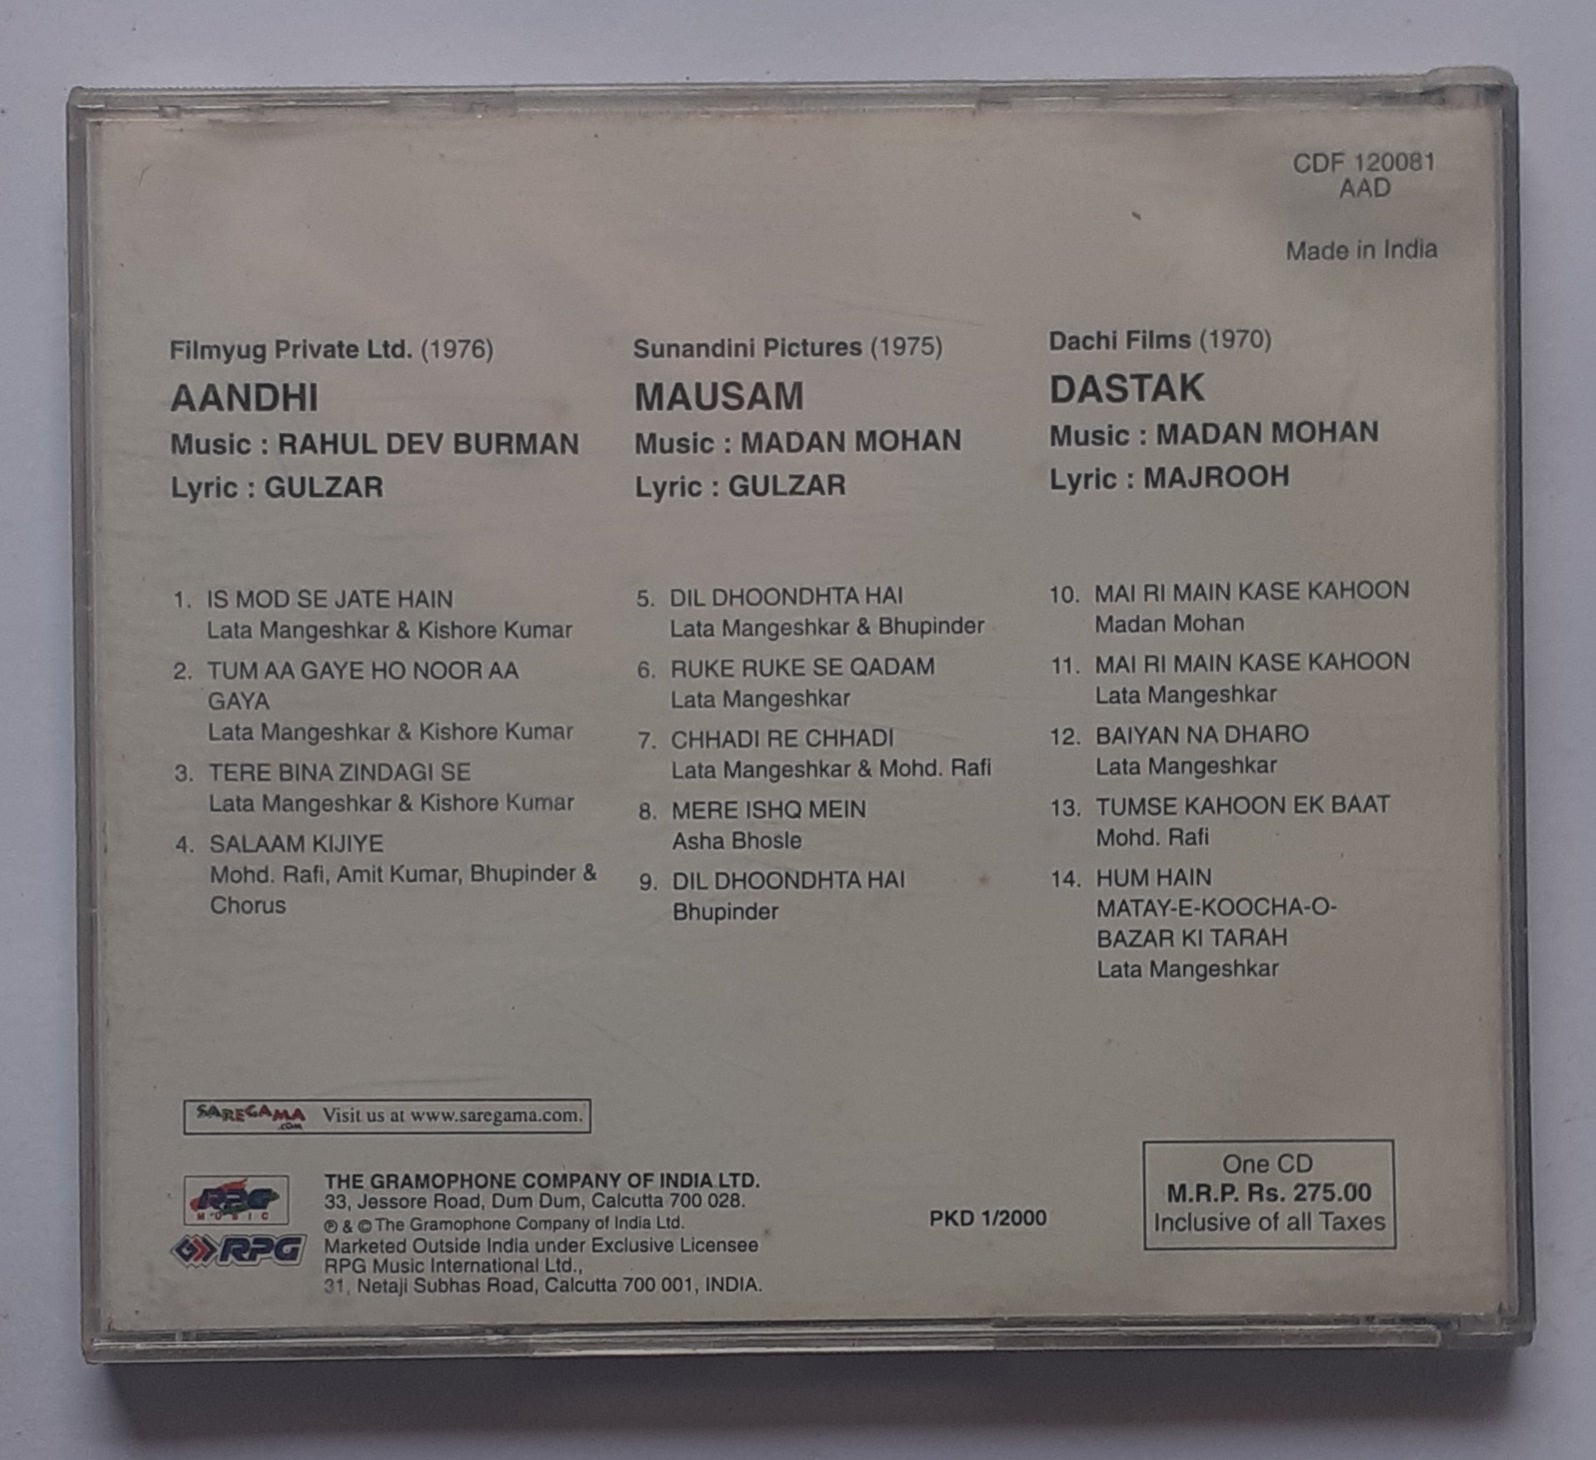 CDF 120081
AAD
Made in India
Filmyug Private Ltd. (1976)
AANDHI
Music : RAHUL DEV BURMAN
Lyric : GULZAR
1. IS MOD SE JATE HAIN
Lata Mangeshkar & Kishore Kumar
2. TUM AA GAYE HO NOOR AA
GAYA
Lata Mangeshkar & Kishore Kumar
3. TERE BINA ZINDAGI SE
Lata Mangeshkar & Kishore Kumar
4. SALAAM KIJIYE
Mohd. Rafi, Amit Kumar, Bhupinder &
Chorus
Sunandini Pictures (1975)
MAUSAM
Music : MADAN MOHAN
Lyric : GULZAR
5. DIL DHOONDHTA HAI
Lata Mangeshkar & Bhupinder
6. RUKE RUKE SE QADAM
Lata Mangeshkar
7. CHHADI RE CHHADI
Lata Mangeshkar & Mohd. Rafi
8. MERE ISHQ MEIN
Asha Bhosle
9. DIL DHOONDHTA HAI
Bhupinder
Dachi Films (1970)
DASTAK
Music : MADAN MOHAN
Lyric : MAJROOH
10. MAI RI MAIN KASE KAHOON
Madan Mohan
11. MAI RI MAIN KASE KAHOON
Lata Mangeshkar
12. BAIYAN NA DHARO
Lata Mangeshkar
13. TUMSE KAHOON EK BAAT
Mohd. Rafi
14. HUM HAIN
MATAY-E-KOOCHA-O-
BAZAR KI TARAH
Lata Mangeshkar
SAREGAMA .COM Visit us at www.saregama.com.
RPG
MUSIC
RPG
THE GRAMOPHONE COMPANY OF INDIA LTD.
33, Jessore Road, Dum Dum, Calcutta 700 028.
℗ & © The Gramophone Company of India Ltd.
Marketed Outside India under Exclusive Licensee
RPG Music International Ltd.,
31, Netaji Subhas Road, Calcutta 700 001, INDIA.
PKD 1/2000
One CD
M.R.P. Rs. 275.00
Inclusive of all Taxes